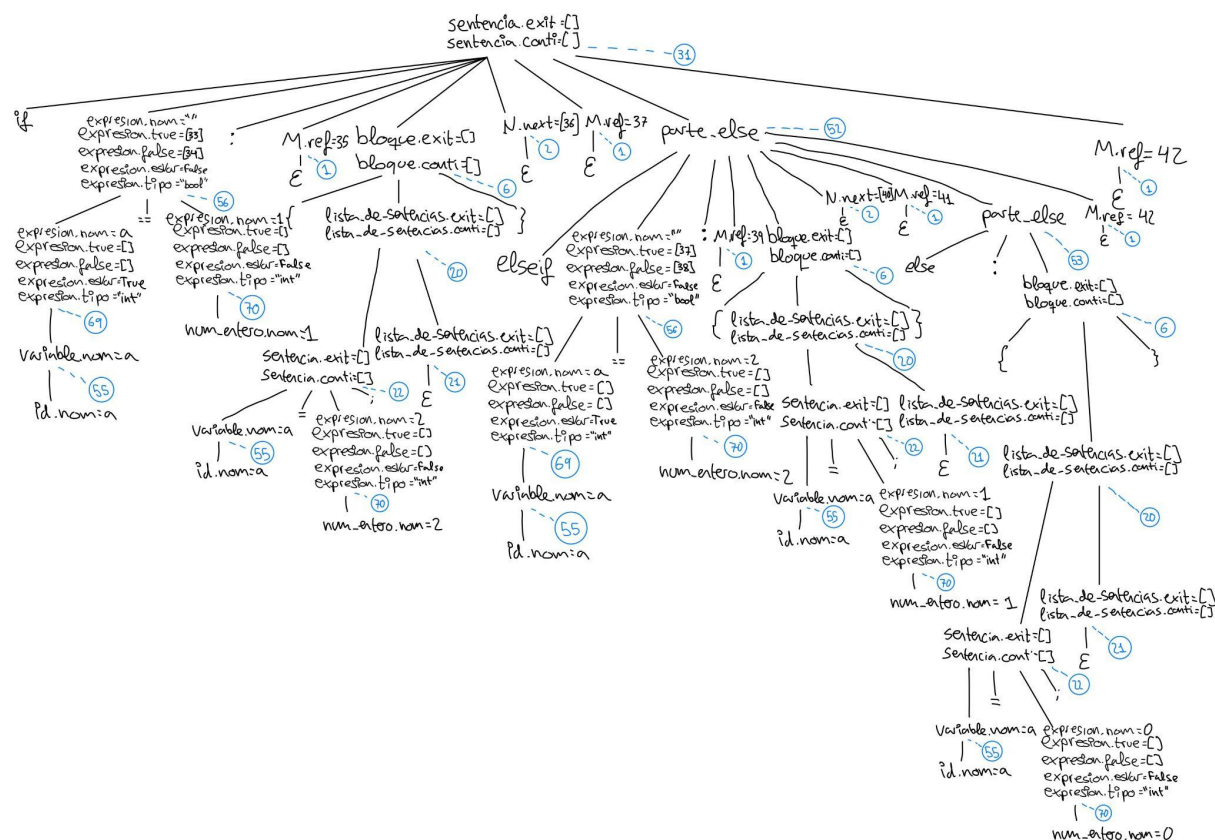 sentencia.exit=[]
sentencia.conti=[]
31
if
expresion.nom=""
expresion.true=[33]
expresion.false=[34]
expresion.esVar=False
expresion.tipo="bool"
56
:
M.ref=35
1
ε
bloque.exit=[]
bloque.conti=[]
6
N.next=[36]
2
ε
M.ref=37
1
ε
parte_else
52
M.ref=42
1
ε
expresion.nom=a
expresion.true=[]
expresion.false=[]
expresion.esVar=True
expresion.tipo="int"
69
variable.nom=a
55
id.nom=a
==
expresion.nom=1
expresion.true=[]
expresion.false=[]
expresion.esVar=False
expresion.tipo="int"
70
num_entero.nom=1
{
lista_de_sentencias.exit=[]
lista_de_sentencias.conti=[]
20
}
sentencia.exit=[]
sentencia.conti=[]
22
variable.nom=a
55
id.nom=a
=
expresion.nom=2
expresion.true=[]
expresion.false=[]
expresion.esVar=False
expresion.tipo="int"
70
num_entero.nom=2
;
lista_de_sentencias.exit=[]
lista_de_sentencias.conti=[]
21
ε
elseif
expresion.nom=""
expresion.true=[37]
expresion.false=[38]
expresion.esVar=False
expresion.tipo="bool"
56
expresion.nom=a
expresion.true=[]
expresion.false=[]
expresion.esVar=True
expresion.tipo="int"
69
variable.nom=a
55
id.nom=a
==
expresion.nom=2
expresion.true=[]
expresion.false=[]
expresion.esVar=False
expresion.tipo="int"
70
num_entero.nom=2
:
M.ref=39
1
ε
bloque.exit=[]
bloque.conti=[]
6
{
lista_de_sentencias.exit=[]
lista_de_sentencias.conti=[]
20
}
sentencia.exit=[]
sentencia.conti=[]
22
variable.nom=a
55
id.nom=a
=
expresion.nom=1
expresion.true=[]
expresion.false=[]
expresion.esVar=False
expresion.tipo="int"
70
num_entero.nom=1
;
lista_de_sentencias.exit=[]
lista_de_sentencias.conti=[]
21
ε
N.next=[40]
2
ε
M.ref=41
1
ε
parte_else
53
M.ref=42
1
ε
else
:
bloque.exit=[]
bloque.conti=[]
6
{
}
lista_de_sentencias.exit=[]
lista_de_sentencias.conti=[]
20
sentencia.exit=[]
sentencia.conti=[]
22
lista_de_sentencias.exit=[]
lista_de_sentencias.conti=[]
21
ε
variable.nom=a
55
id.nom=a
=
;
expresion.nom=0
expresion.true=[]
expresion.false=[]
expresion.esVar=False
expresion.tipo="int"
70
num_entero.nom=0